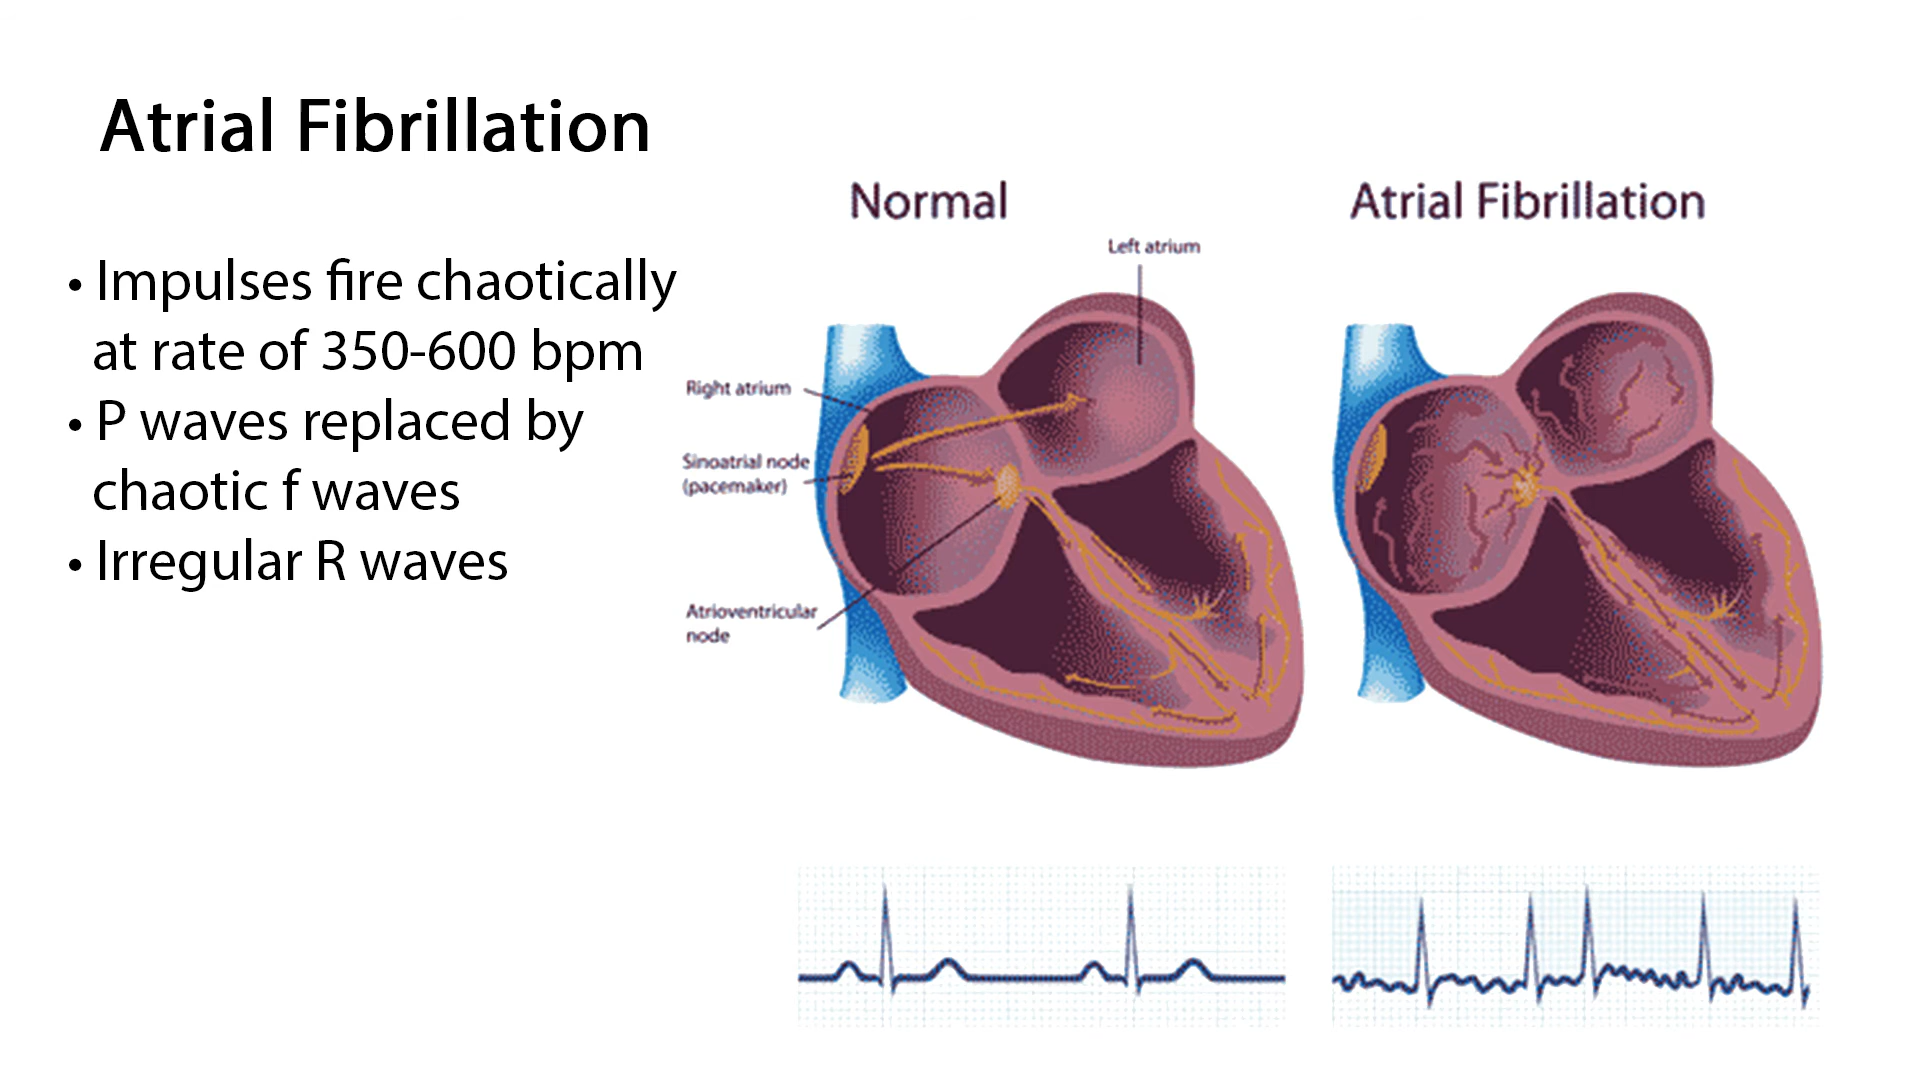 Atrial Fibrillation
• Impulses fire chaotically
at rate of 350-600 bpm
• P waves replaced by
chaotic f waves
• Irregular R waves
Normal
Left atrium
Right atrium
Sinoatrial node
(pacemaker)
Atrioventricular
node
Atrial Fibrillation